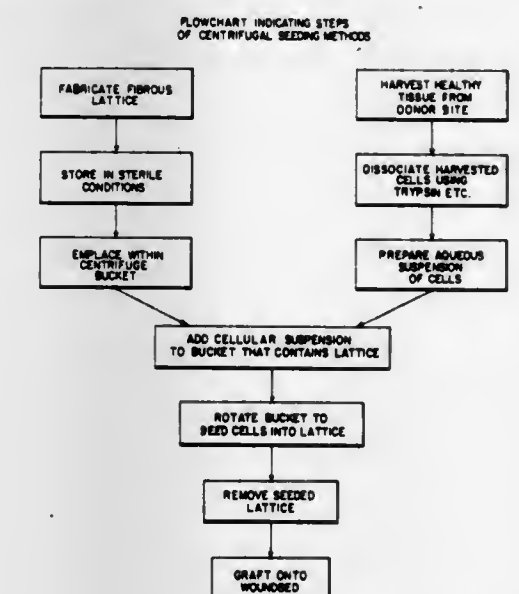 FLOWCHART INDICATING STEPS
OF CENTRIFUGAL SEEDING METHODS
FABRICATE FIBROUS
LATTICE
STORE IN STERILE
CONDITIONS
EMPLACE WITHIN
CENTRIFUGE
BUCKET
HARVEST HEALTHY
TISSUE FROM
DONOR SITE
DISSOCIATE HARVESTED
CELLS USING
TRYPSIN ETC.
PREPARE AQUEOUS
SUSPENSION
OF CELLS
ADD CELLULAR SUSPENSION
TO BUCKET THAT CONTAINS LATTICE
ROTATE BUCKET TO
SEED CELLS INTO LATTICE
REMOVE SEEDED
LATTICE
GRAFT ONTO
WOUNDBED